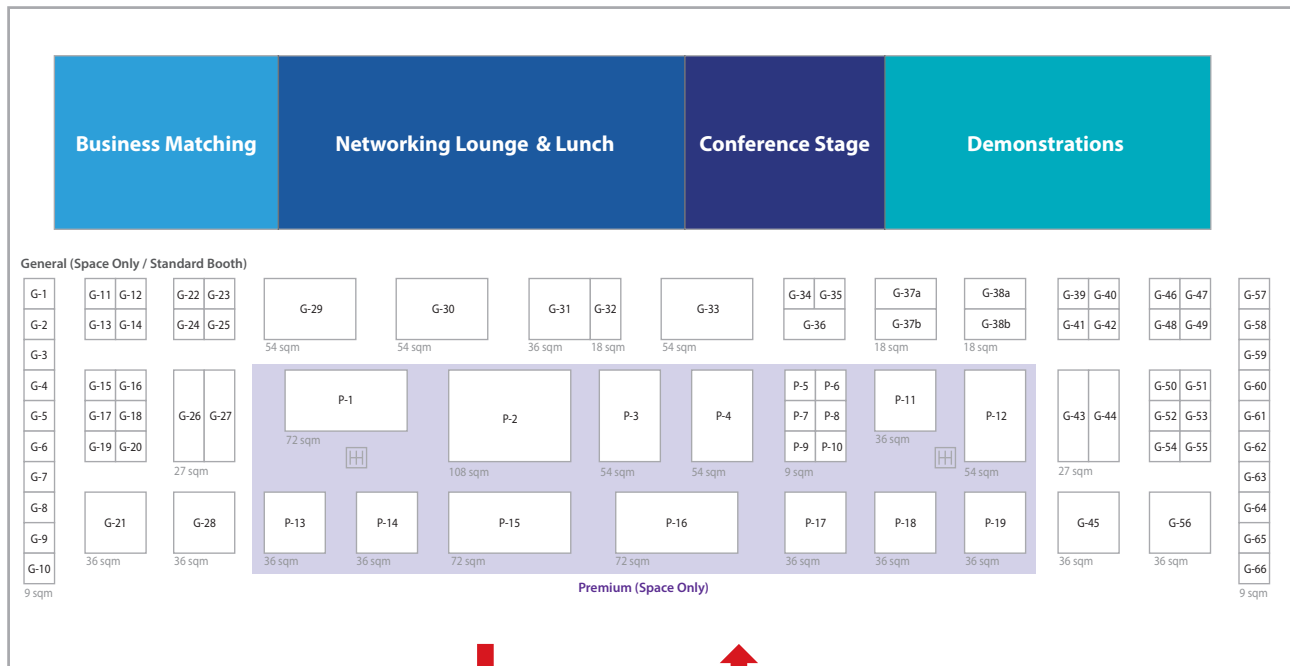 Business Matching
Networking Lounge & Lunch
Conference Stage
Demonstrations
General (Space Only / Standard Booth)
G-1
G-2
G-3
G-4
G-5
G-6
G-7
G-8
G-9
G-10
9 sqm
G-11 G-12
G-13 G-14
G-15 G-16
G-17 G-18
G-19 G-20
G-21
36 sqm
G-22 G-23
G-24 G-25
G-26 G-27
27 sqm
G-28
36 sqm
G-29
54 sqm
G-30
54 sqm
G-31 G-32
36 sqm 18 sqm
G-33
54 sqm
G-34 G-35
G-36
G-37a
G-37b
18 sqm
G-38a
G-38b
18 sqm
P-1
72 sqm
P-2
108 sqm
P-3
54 sqm
P-4
54 sqm
P-5 P-6
P-7 P-8
P-9 P-10
9 sqm
P-11
36 sqm
P-12
54 sqm
P-13
36 sqm
P-14
36 sqm
P-15
72 sqm
P-16
72 sqm
P-17
36 sqm
P-18
36 sqm
P-19
36 sqm
Premium (Space Only)
G-39 G-40
G-41 G-42
G-43 G-44
27 sqm
G-45
36 sqm
G-46 G-47
G-48 G-49
G-50 G-51
G-52 G-53
G-54 G-55
G-56
36 sqm
G-57
G-58
G-59
G-60
G-61
G-62
G-63
G-64
G-65
G-66
9 sqm